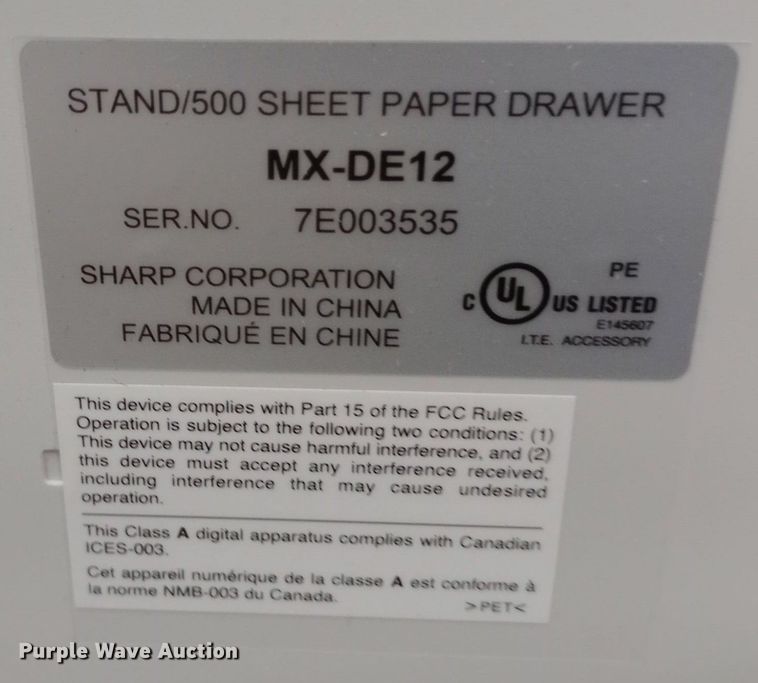 STAND/500 SHEET PAPER DRAWER
MX-DE12
SER.NO. 7E003535
SHARP CORPORATION
MADE IN CHINA
FABRIQUÉ EN CHINE
PE
C UL US LISTED
E145607
I.T.E. ACCESSORY
This device complies with Part 15 of the FCC Rules.
Operation is subject to the following two conditions: (1)
This device may not cause harmful interference, and (2)
this device must accept any interference received,
including interference that may cause undesired
operation.
This Class A digital apparatus complies with Canadian
ICES-003.
Cet appareil numérique de la classe A est conforme à
la norme NMB-003 du Canada.
>PET<
Purple Wave Auction